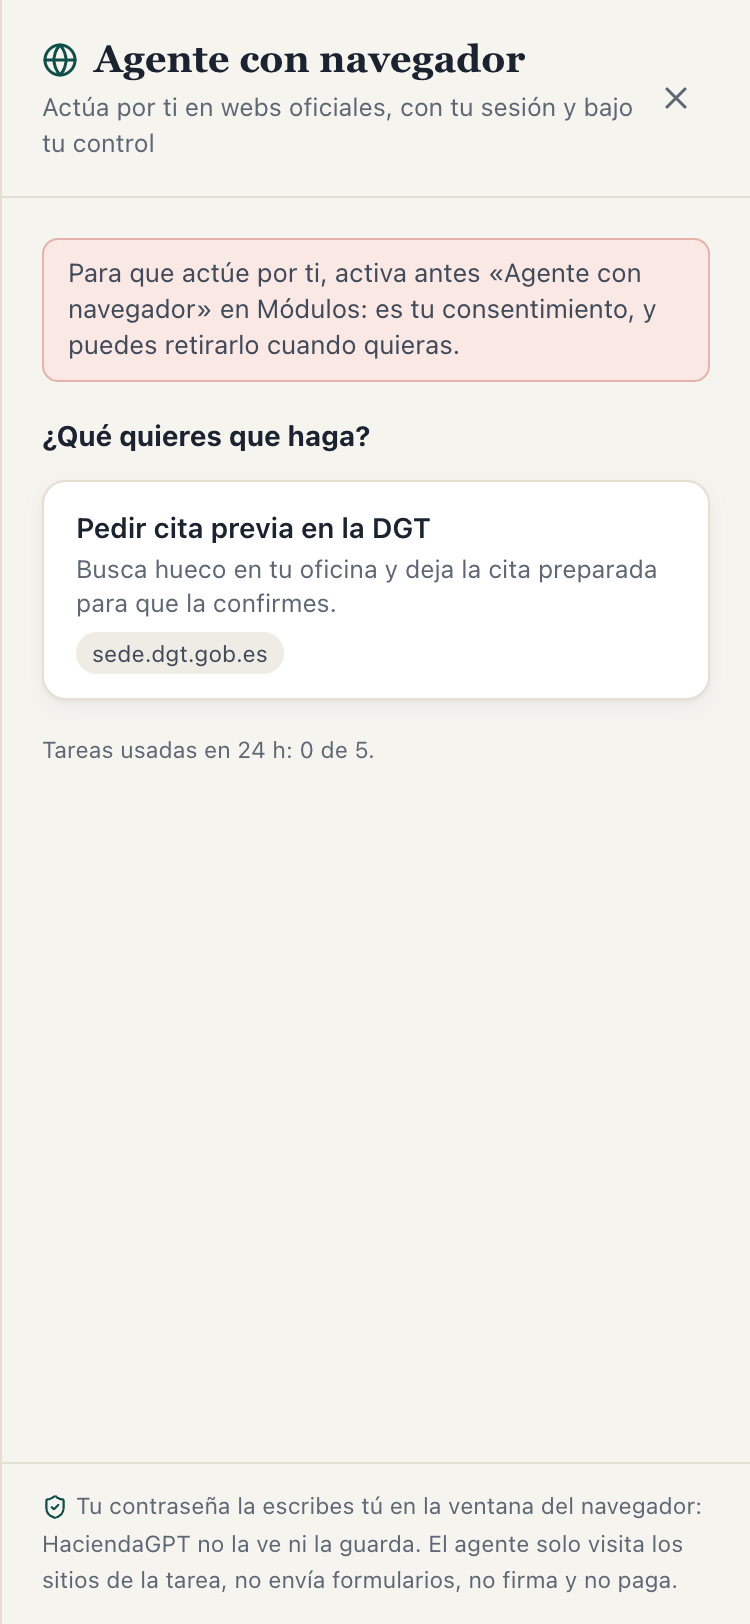 Agente con navegador
Actúa por ti en webs oficiales, con tu sesión y bajo
tu control
Para que actúe por ti, activa antes «Agente con
navegador» en Módulos: es tu consentimiento, y
puedes retirarlo cuando quieras.
¿Qué quieres que haga?
Pedir cita previa en la DGT
Busca hueco en tu oficina y deja la cita preparada
para que la confirmes.
sede.dgt.gob.es
Tareas usadas en 24 h: 0 de 5.
Tu contraseña la escribes tú en la ventana del navegador:
HaciendaGPT no la ve ni la guarda. El agente solo visita los
sitios de la tarea, no envía formularios, no firma y no paga.